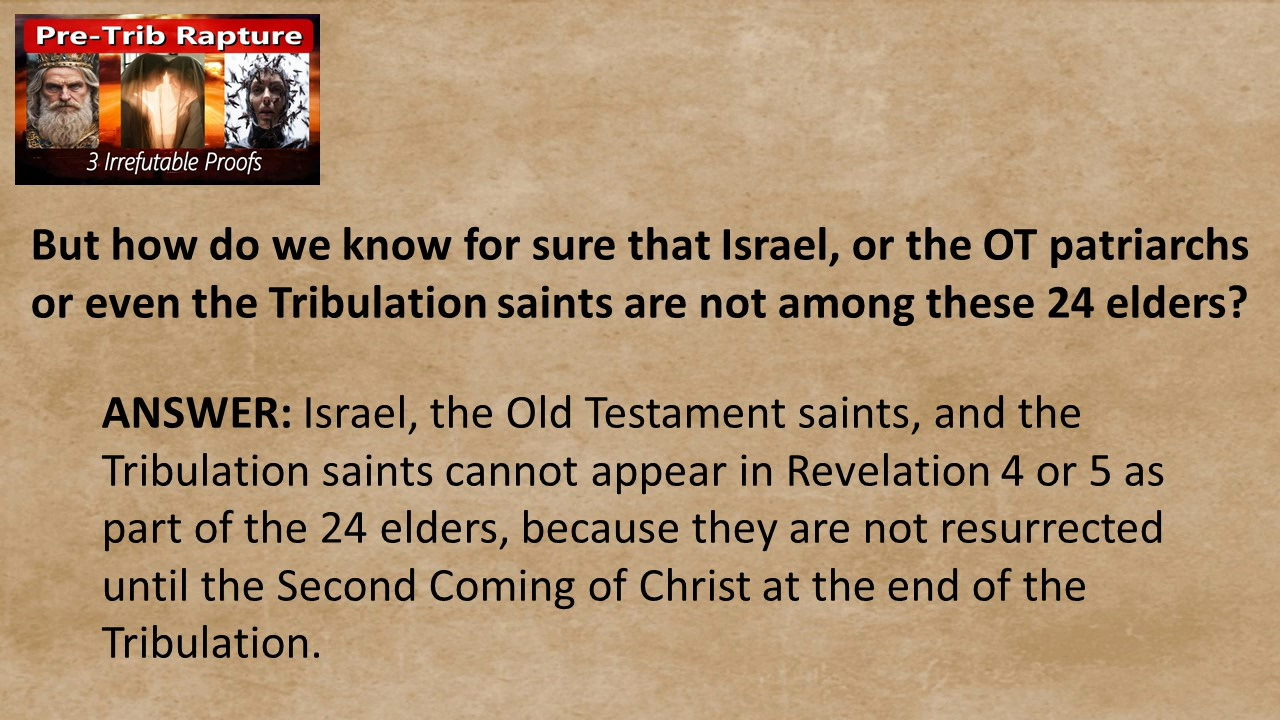 Pre-Trib Rapture
3 Irrefutable Proofs
But how do we know for sure that Israel, or the OT patriarchs
or even the Tribulation saints are not among these 24 elders?
ANSWER: Israel, the Old Testament saints, and the
Tribulation saints cannot appear in Revelation 4 or 5 as
part of the 24 elders, because they are not resurrected
until the Second Coming of Christ at the end of the
Tribulation.